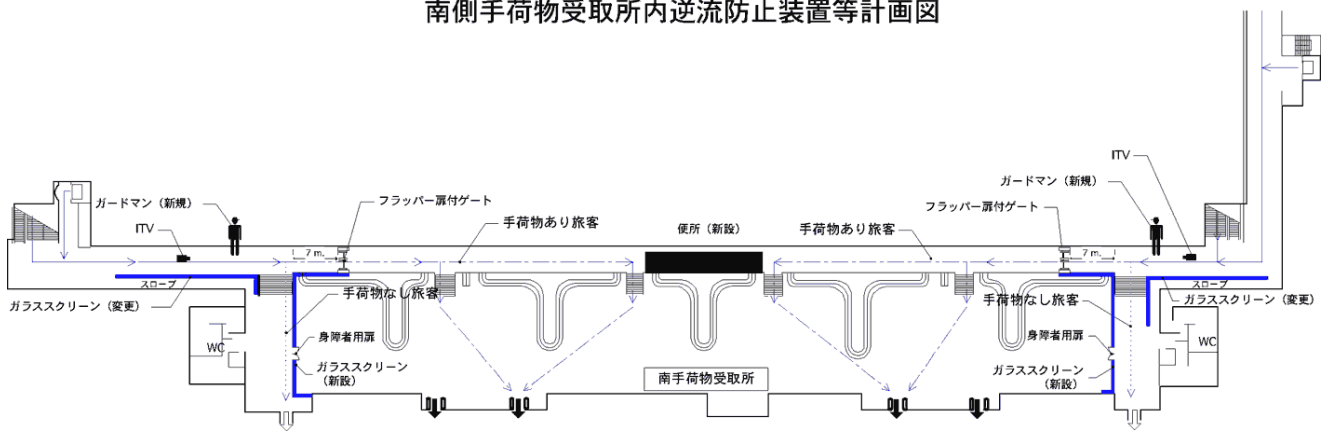 南側手荷物受取所内逆流防止装置等計画図
ITV
ガードマン（新規）
ガードマン（新規）
フラッパー扉付ゲート
フラッパー扉付ゲート
手荷物あり旅客
便所（新設）
手荷物あり旅客
ITV
7 m.
7 m.
スロープ
スロープ
ガラススクリーン（変更）
手荷物なし旅客
手荷物なし旅客
ガラススクリーン（変更）
WC
身障者用扉
身障者用扉
WC
ガラススクリーン
（新設）
南手荷物受取所
ガラススクリーン
（新設）